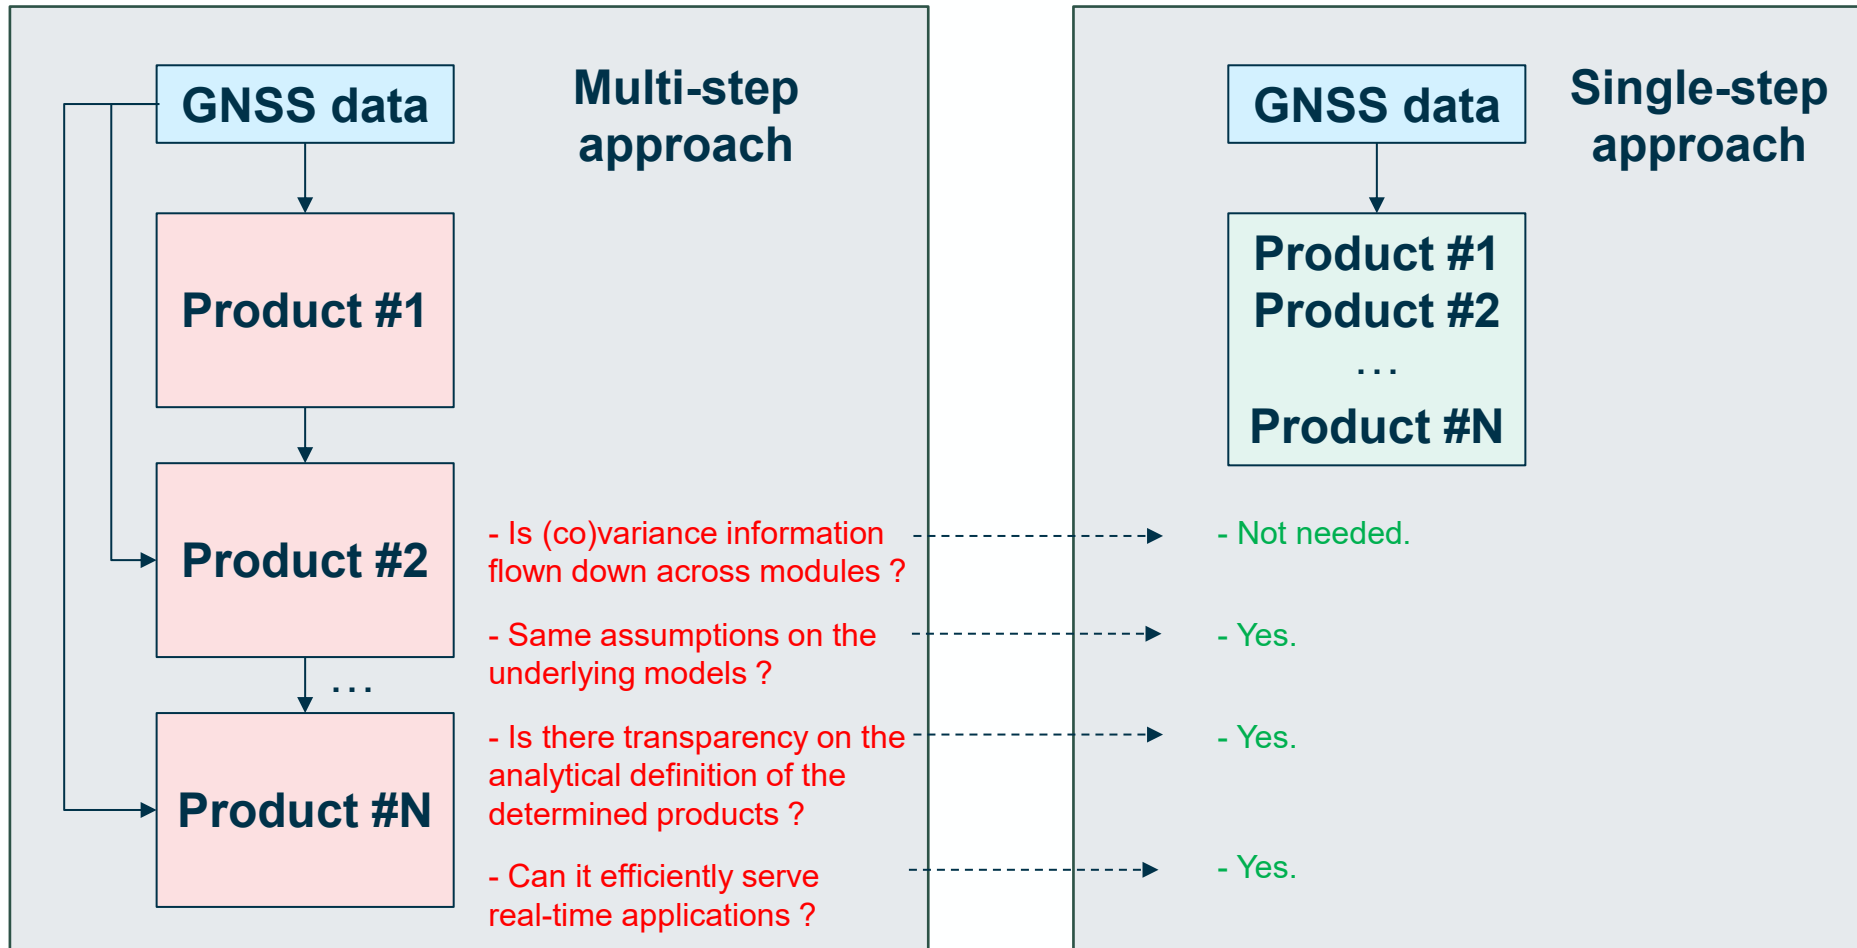 GNSS data
Multi-step
approach
Product #1
Product #2
...
Product #N
- Is (co)variance information
flown down across modules ?
- Same assumptions on the
underlying models ?
- Is there transparency on the
analytical definition of the
determined products ?
- Can it efficiently serve
real-time applications ?
GNSS data
Single-step
approach
Product #1
Product #2
...
Product #N
- Not needed.
- Yes.
- Yes.
- Yes.